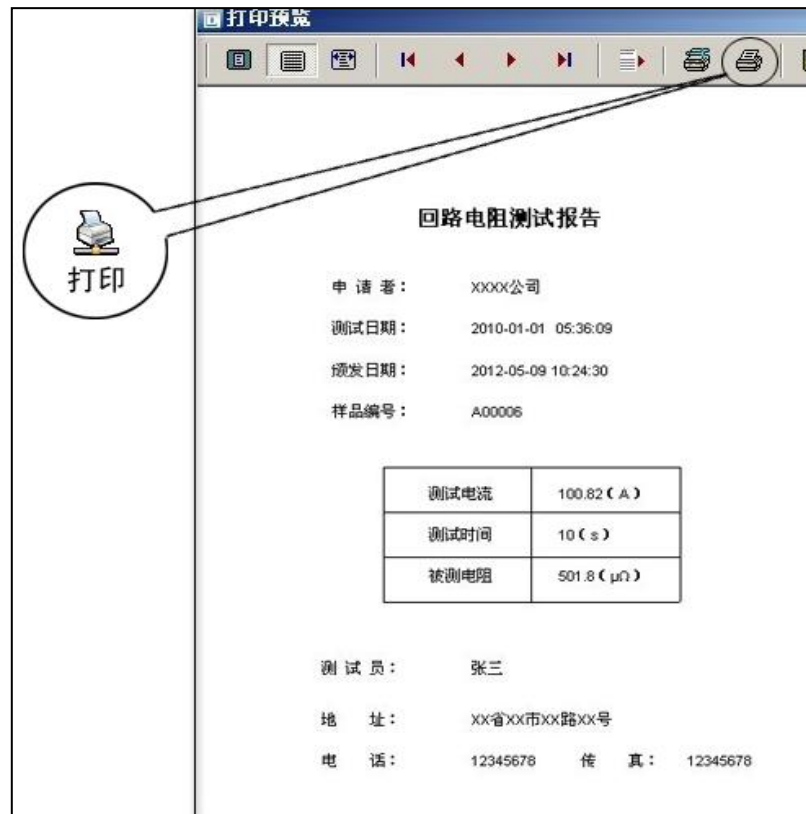 打印预览
打印
回路电阻测试报告
申 请 者： XXXX公司
测试日期： 2010-01-01 05:36:09
颁发日期： 2012-05-09 10:24:30
样品编号： A00006
测试电流 100.82(A)
测试时间 10(s)
被测电阻 501.8(μΩ)
测 试 员： 张三
地 址： XX省XX市XX路XX号
电 话： 12345678 传 真： 12345678